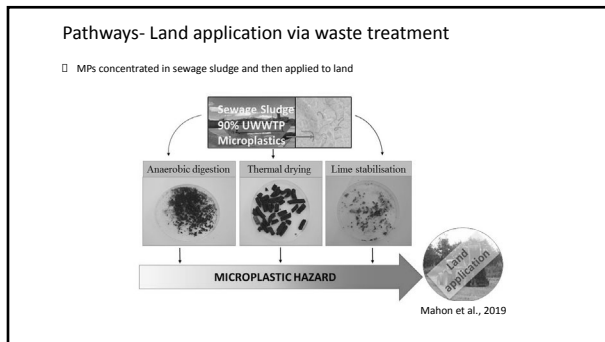 Pathways- Land application via waste treatment
MPs concentrated in sewage sludge and then applied to land
Sewage Sludge
90% UWWTP
Microplastics
Anaerobic digestion
Thermal drying
Lime stabilisation
MICROPLASTIC HAZARD
Land
application
Mahon et al., 2019